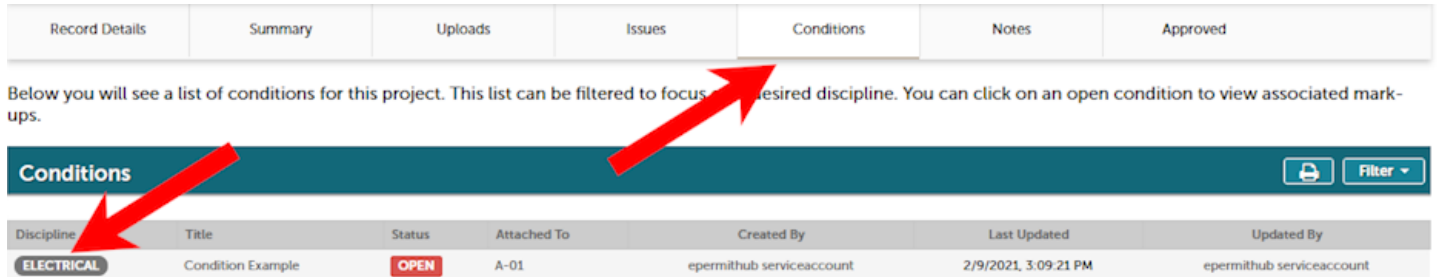 Record Details Summary Uploads Issues Conditions Notes Approved
Below you will see a list of conditions for this project. This list can be filtered to focus desired discipline. You can click on an open condition to view associated mark-
ups.
Conditions Filter
Discipline Title Status Attached To Created By Last Updated Updated By
ELECTRICAL Condition Example OPEN A-01 epermithub serviceaccount 2/9/2021, 3:09:21 PM epermithub serviceaccount